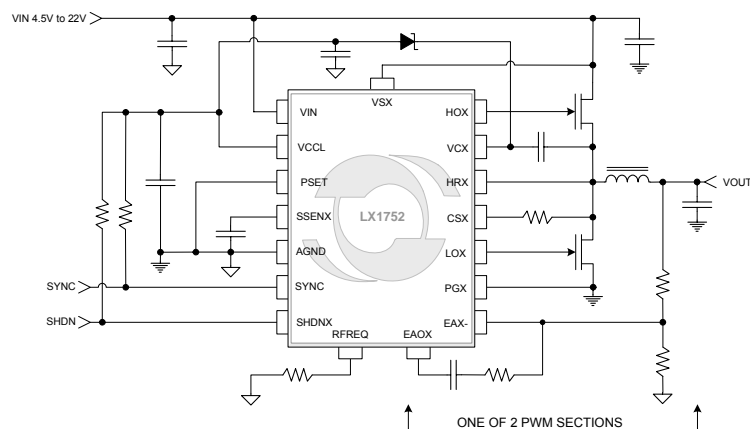 VIN 4.5V to 22V
VSX
VIN
HOX
VCCL
VCX
PSET
HRX
VOUT
SSENX
LX1752
CSX
AGND
LOX
SYNC
SYNC
PGX
SHDN
SHDNX
EAX-
RFREQ
EAOX
ONE OF 2 PWM SECTIONS